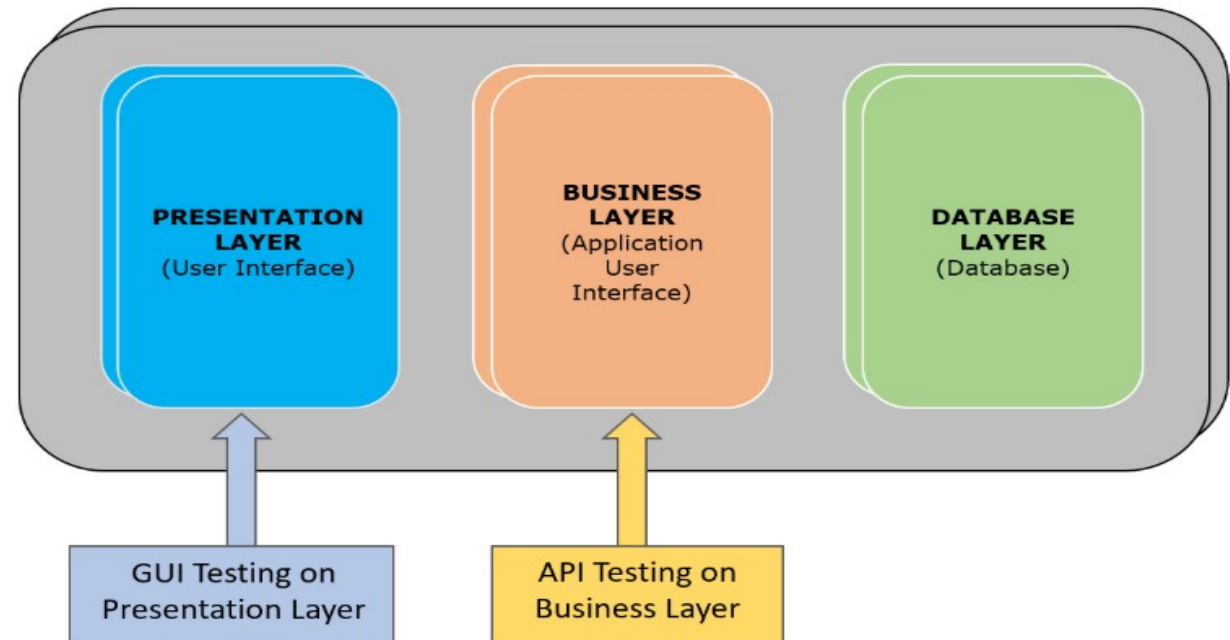 PRESENTATION
LAYER
(User Interface)
BUSINESS
LAYER
(Application
User
Interface)
DATABASE
LAYER
(Database)
GUI Testing on
Presentation Layer
API Testing on
Business Layer